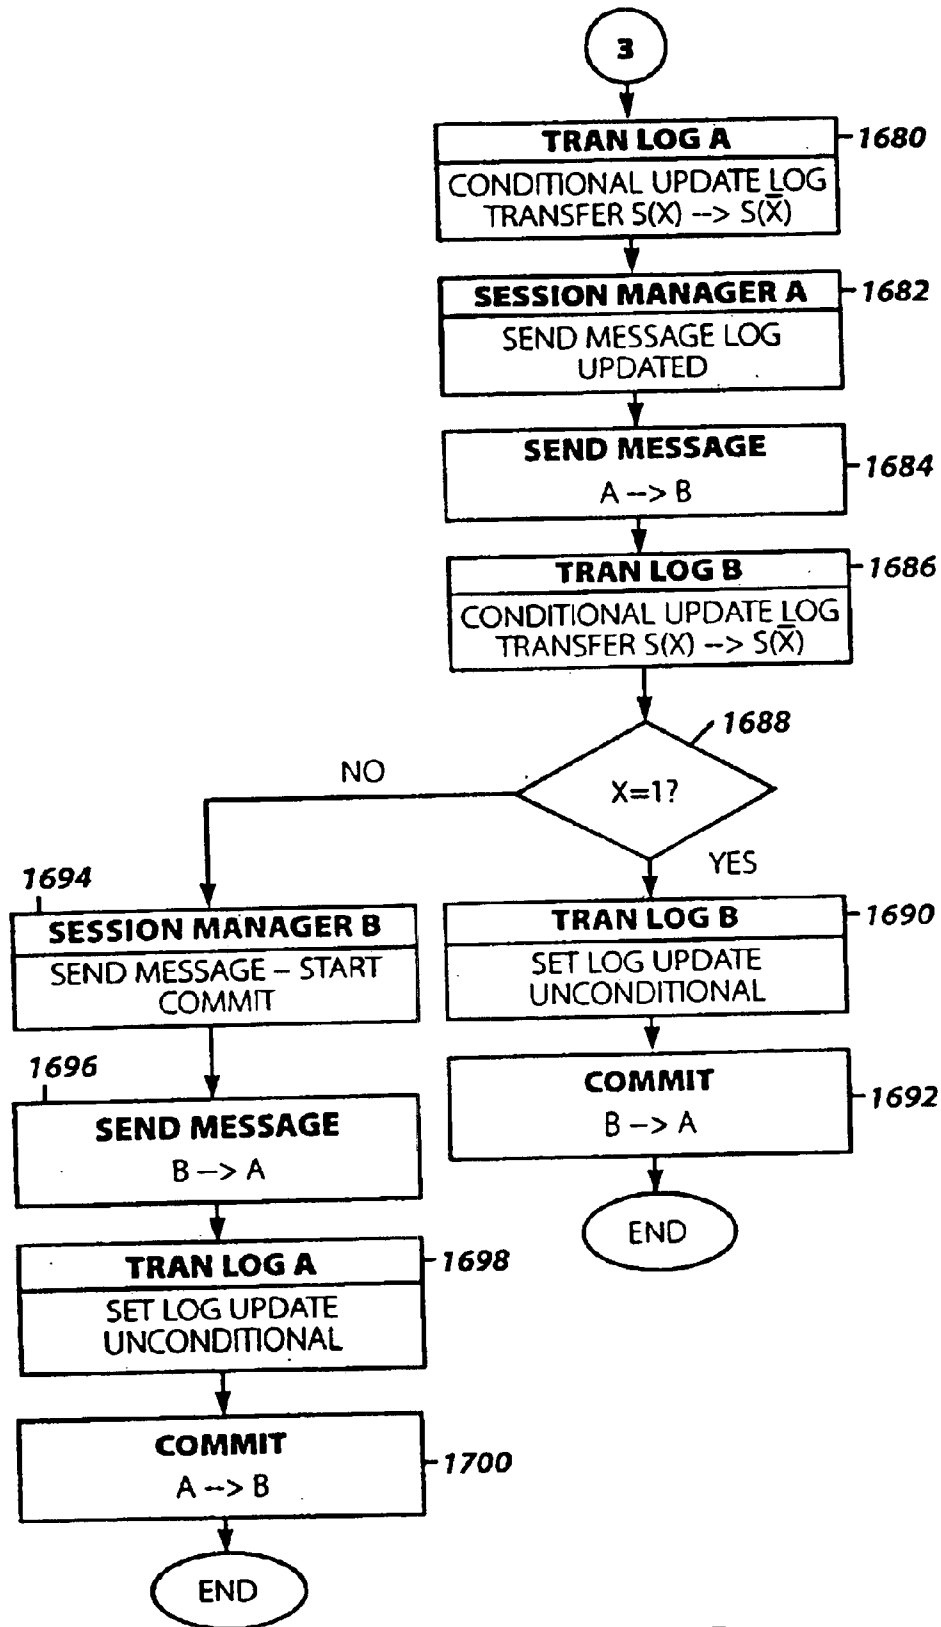 3
TRAN LOG A
1680
CONDITIONAL UPDATE LOG
TRANSFER S(X) --> S(X̅)
SESSION MANAGER A
1682
SEND MESSAGE LOG
UPDATED
SEND MESSAGE
1684
A --> B
TRAN LOG B
1686
CONDITIONAL UPDATE LOG
TRANSFER S(X) --> S(X̅)
1688
NO
X=1?
YES
1694
SESSION MANAGER B
SEND MESSAGE – START
COMMIT
TRAN LOG B
1690
SET LOG UPDATE
UNCONDITIONAL
1696
SEND MESSAGE
B --> A
COMMIT
1692
B --> A
END
TRAN LOG A
1698
SET LOG UPDATE
UNCONDITIONAL
COMMIT
1700
A --> B
END